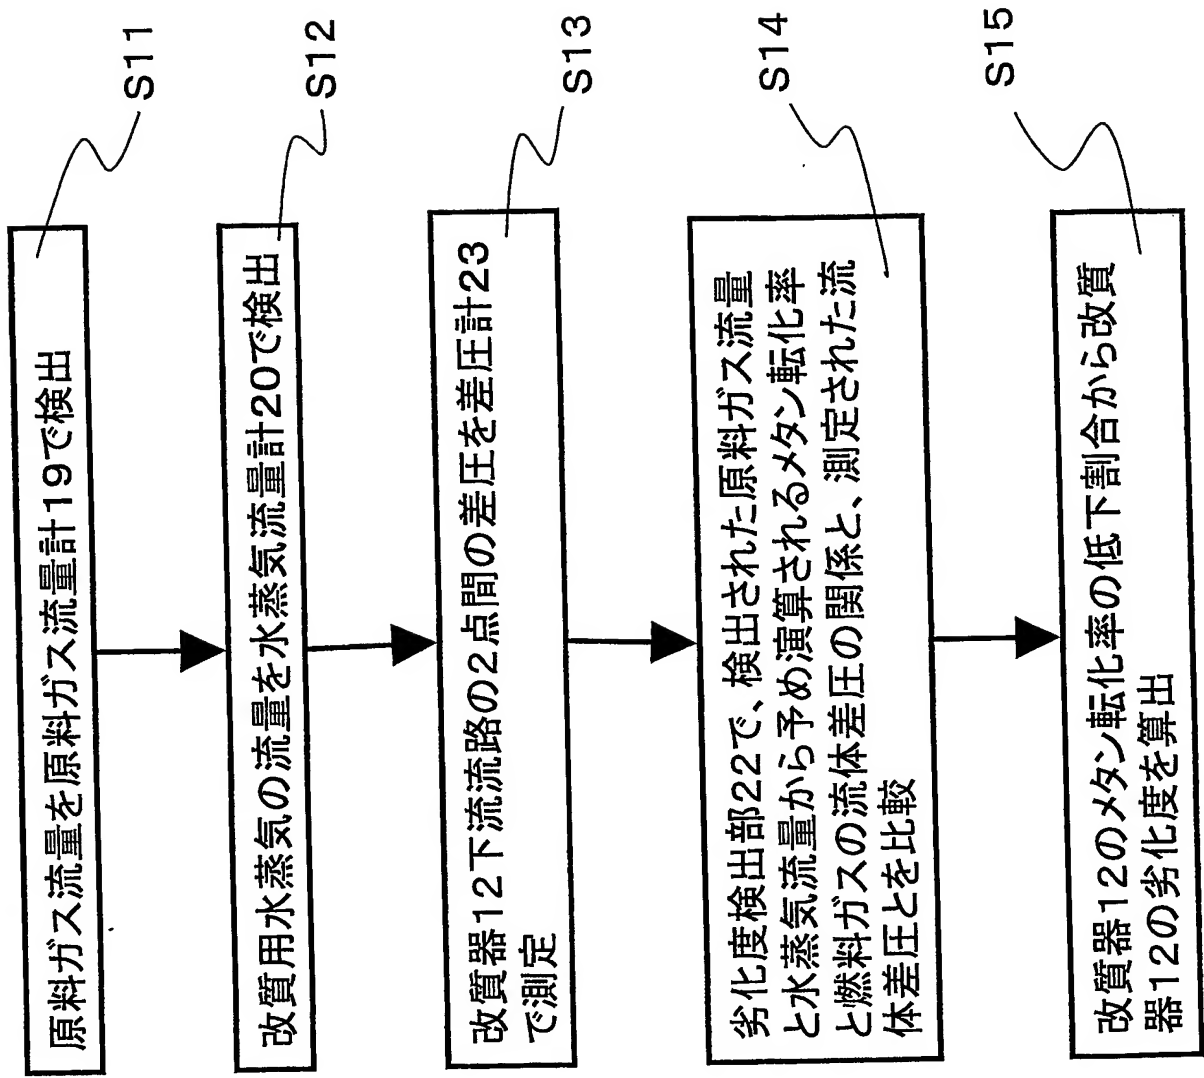 原料ガス流量を原料ガス流量計19で検出
S11
改質用水蒸気の流量を水蒸気流量計20で検出
S12
改質器12下流流路の2点間の差圧を差圧計23
で測定
S13
劣化度検出部22で、検出された原料ガス流量
と水蒸気流量から予め演算されるメタン転化率
と燃料ガスの流体差圧の関係と、測定された流
体差圧とを比較
S14
改質器12のメタン転化率の低下割合から改質
器12の劣化度を算出
S15